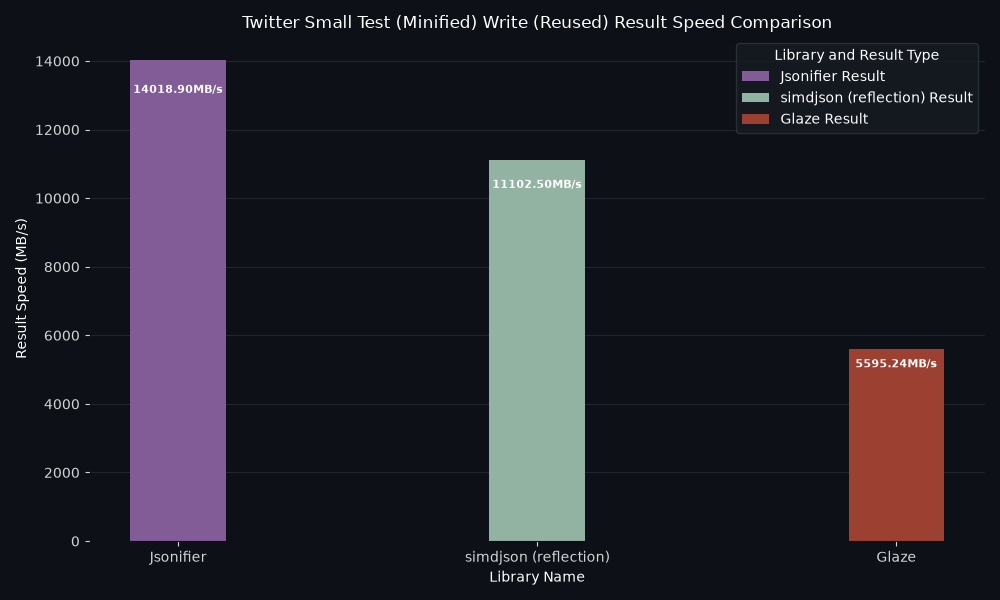 Twitter Small Test (Minified) Write (Reused) Result Speed Comparison
Library and Result Type
Jsonifier Result
simdjson (reflection) Result
Glaze Result
14000
12000
10000
8000
6000
4000
2000
0
Result Speed (MB/s)
14018.90MB/s
11102.50MB/s
5595.24MB/s
Jsonifier
simdjson (reflection)
Glaze
Library Name